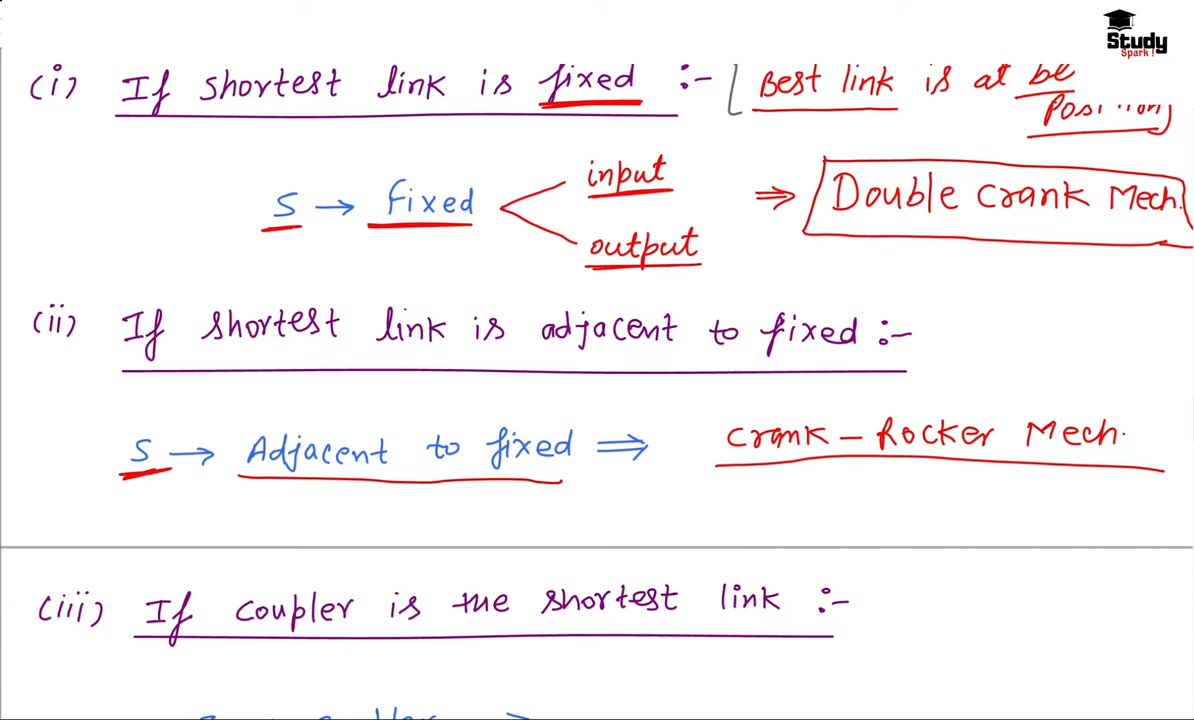 Study
Spark!
(i) If shortest link is fixed :- [ Best link is at be
S → fixed
input
output
⇒ Double crank Mech.
(ii) If shortest link is adjacent to fixed :-
S → Adjacent to fixed ⇒ crank - Rocker Mech.
(iii) If coupler is the shortest link :-